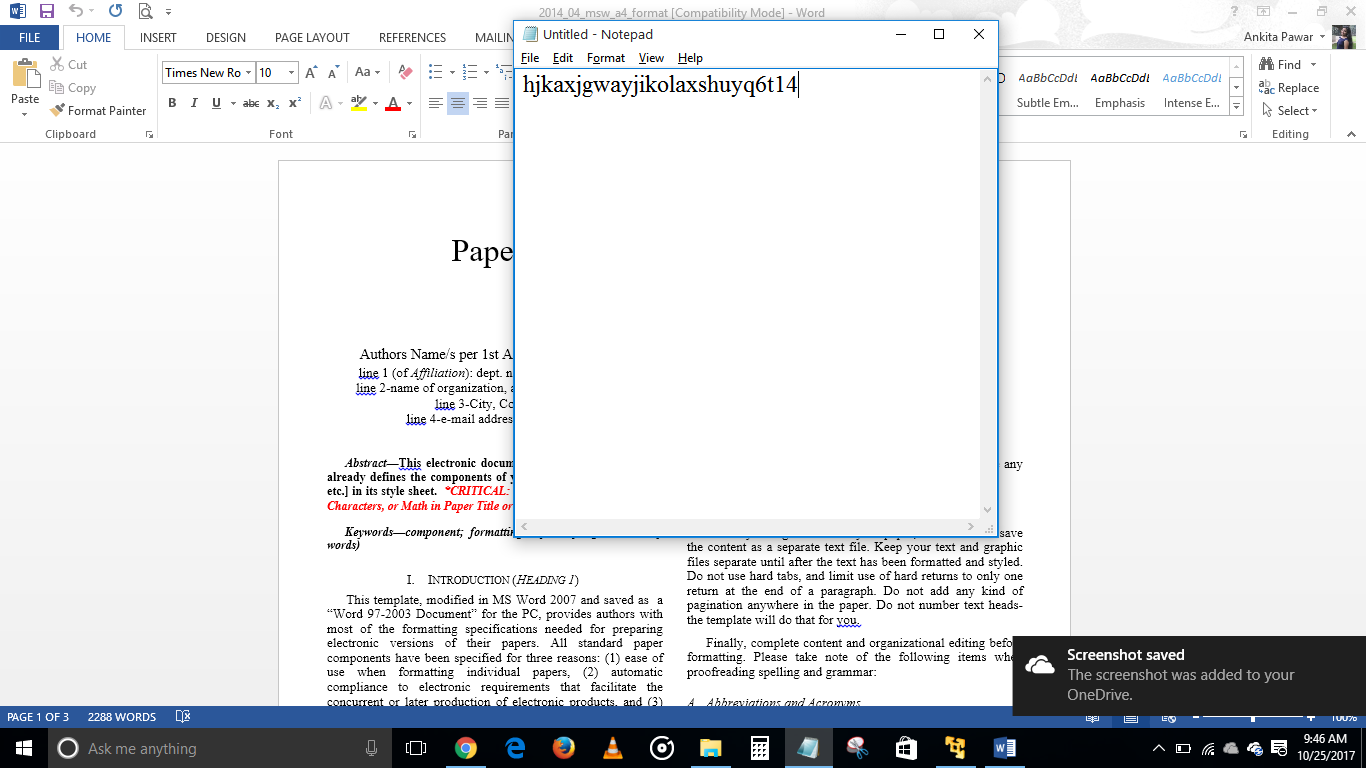 2014_04_msw_a4_format [Compatibility Mode] - Word
FILE HOME INSERT DESIGN PAGE LAYOUT REFERENCES MAILIN
Ankita Pawar
Cut
Copy
Format Painter
Paste
Clipboard
Times New Ro 10
Font
Par
AaBbCcDd AaBbCcDd AaBbCcDd
Subtle Em... Emphasis Intense E...
Find
Replace
Select
Editing
Untitled - Notepad
File Edit Format View Help
hjkaxjgwayjikolaxshuyq6t14
Pape
Authors Name/s per 1st A
line 1 (of Affiliation): dept. n
line 2-name of organization, a
line 3-City, Co
line 4-e-mail addres
Abstract—This electronic docum
already defines the components of y
etc.] in its style sheet. *CRITICAL:
Characters, or Math in Paper Title or
Keywords—component; formatting
words)
I. INTRODUCTION (HEADING 1)
This template, modified in MS Word 2007 and saved as a
“Word 97-2003 Document” for the PC, provides authors with
most of the formatting specifications needed for preparing
electronic versions of their papers. All standard paper
components have been specified for three reasons: (1) ease of
use when formatting individual papers, (2) automatic
compliance to electronic requirements that facilitate the
concurrent or later production of electronic products, and (3)
any
save
the content as a separate text file. Keep your text and graphic
files separate until after the text has been formatted and styled.
Do not use hard tabs, and limit use of hard returns to only one
return at the end of a paragraph. Do not add any kind of
pagination anywhere in the paper. Do not number text heads-
the template will do that for you.
Finally, complete content and organizational editing before
formatting. Please take note of the following items when
proofreading spelling and grammar:
A. Abbreviations and Acronyms
Screenshot saved
The screenshot was added to your
OneDrive.
PAGE 1 OF 3 2288 WORDS
100%
Ask me anything
9:46 AM
10/25/2017